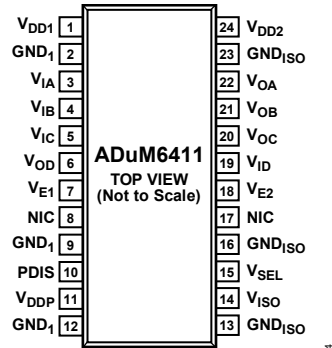 VDD1 1 24 VDD2
GND1 2 23 GNDISO
VIA 3 22 VOA
VIB 4 21 VOB
VIC 5 20 VOC
VOD 6 19 VID
VE1 7 18 VE2
NIC 8 17 NIC
GND1 9 16 GNDISO
PDIS 10 15 VSEL
VDDP 11 14 VISO
GND1 12 13 GNDISO
ADuM6411
TOP VIEW
(Not to Scale)